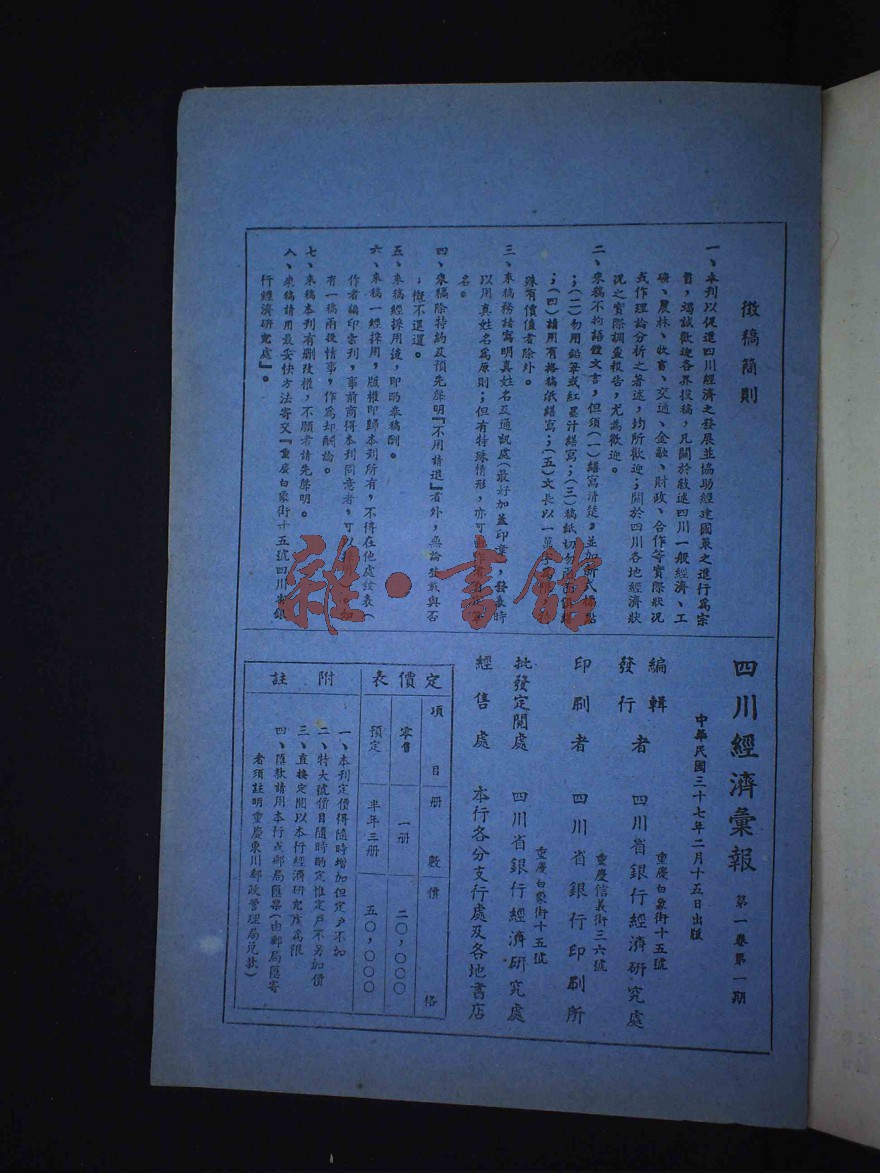 徵稿簡則
一、本刊以促進四川經濟之發展並協助經建國策之進行為宗
旨，竭誠歡迎各界投稿，凡關於敍述四川一般經濟、工
礦、農林、收畜、交通、金融、財政、合作等實際狀况
或作理論分析之著述，均所歡迎；關於四川各地經濟狀
况之實際調查報告，尤為歡迎。
二、來稿不拘語體文言，但須(一)繕寫清楚，並加新式標點
；(二)勿用鉛筆或紅墨汁繕寫；(三)稿紙切勿兩面俱
；(四)請用有格稿紙繕寫；(五)文長以一萬字
殊有價值者除外。
三、來稿務請寫明真姓名及通訊處(最好加蓋印章)，發表時
以用真姓名為原則；但有特殊情形，亦可
名。
四、來稿除特約及預先聲明『不用請退』者外，無論登載與否
，槪不退還。
五、來稿經採用後，即酌奉稿酬。
六、來稿一經採用，版權即歸本刊所有，不得在他處發表(
作者編印專刊，事前商得本刊同意者，可
有一稿兩投情事，作為却酬論。
七、來稿本刊有刪改權，不願者請先聲明。
八、來稿請用最妥快方法寄交『重慶白象街十五號四川省銀
行經濟研究處』。
四川經濟彙報 第一卷第一期
中華民國三十七年二月十五日出版
編輯
發行 者 四川省銀行經濟研究處
重慶白象街十五號
印刷者 四川省銀行印刷所
重慶信義街三六號
批發定閱處 四川省銀行經濟研究處
重慶白象街十五號
經售處 本行各分支行處及各地書店
定價表
項目 册數 價格
零售 一册 二〇,〇〇〇
預定 半年三册 五〇,〇〇〇
附註
一、本刊定價得隨時增加但定戶不加
二、特大號價目隨時酌定惟定戶不另加價
三、直接定閱以本行經濟研究處為限
四、匯款請用本行或郵局匯票(由郵局匯寄
者須註明重慶東川郵政管理局兌款)
雜·書館